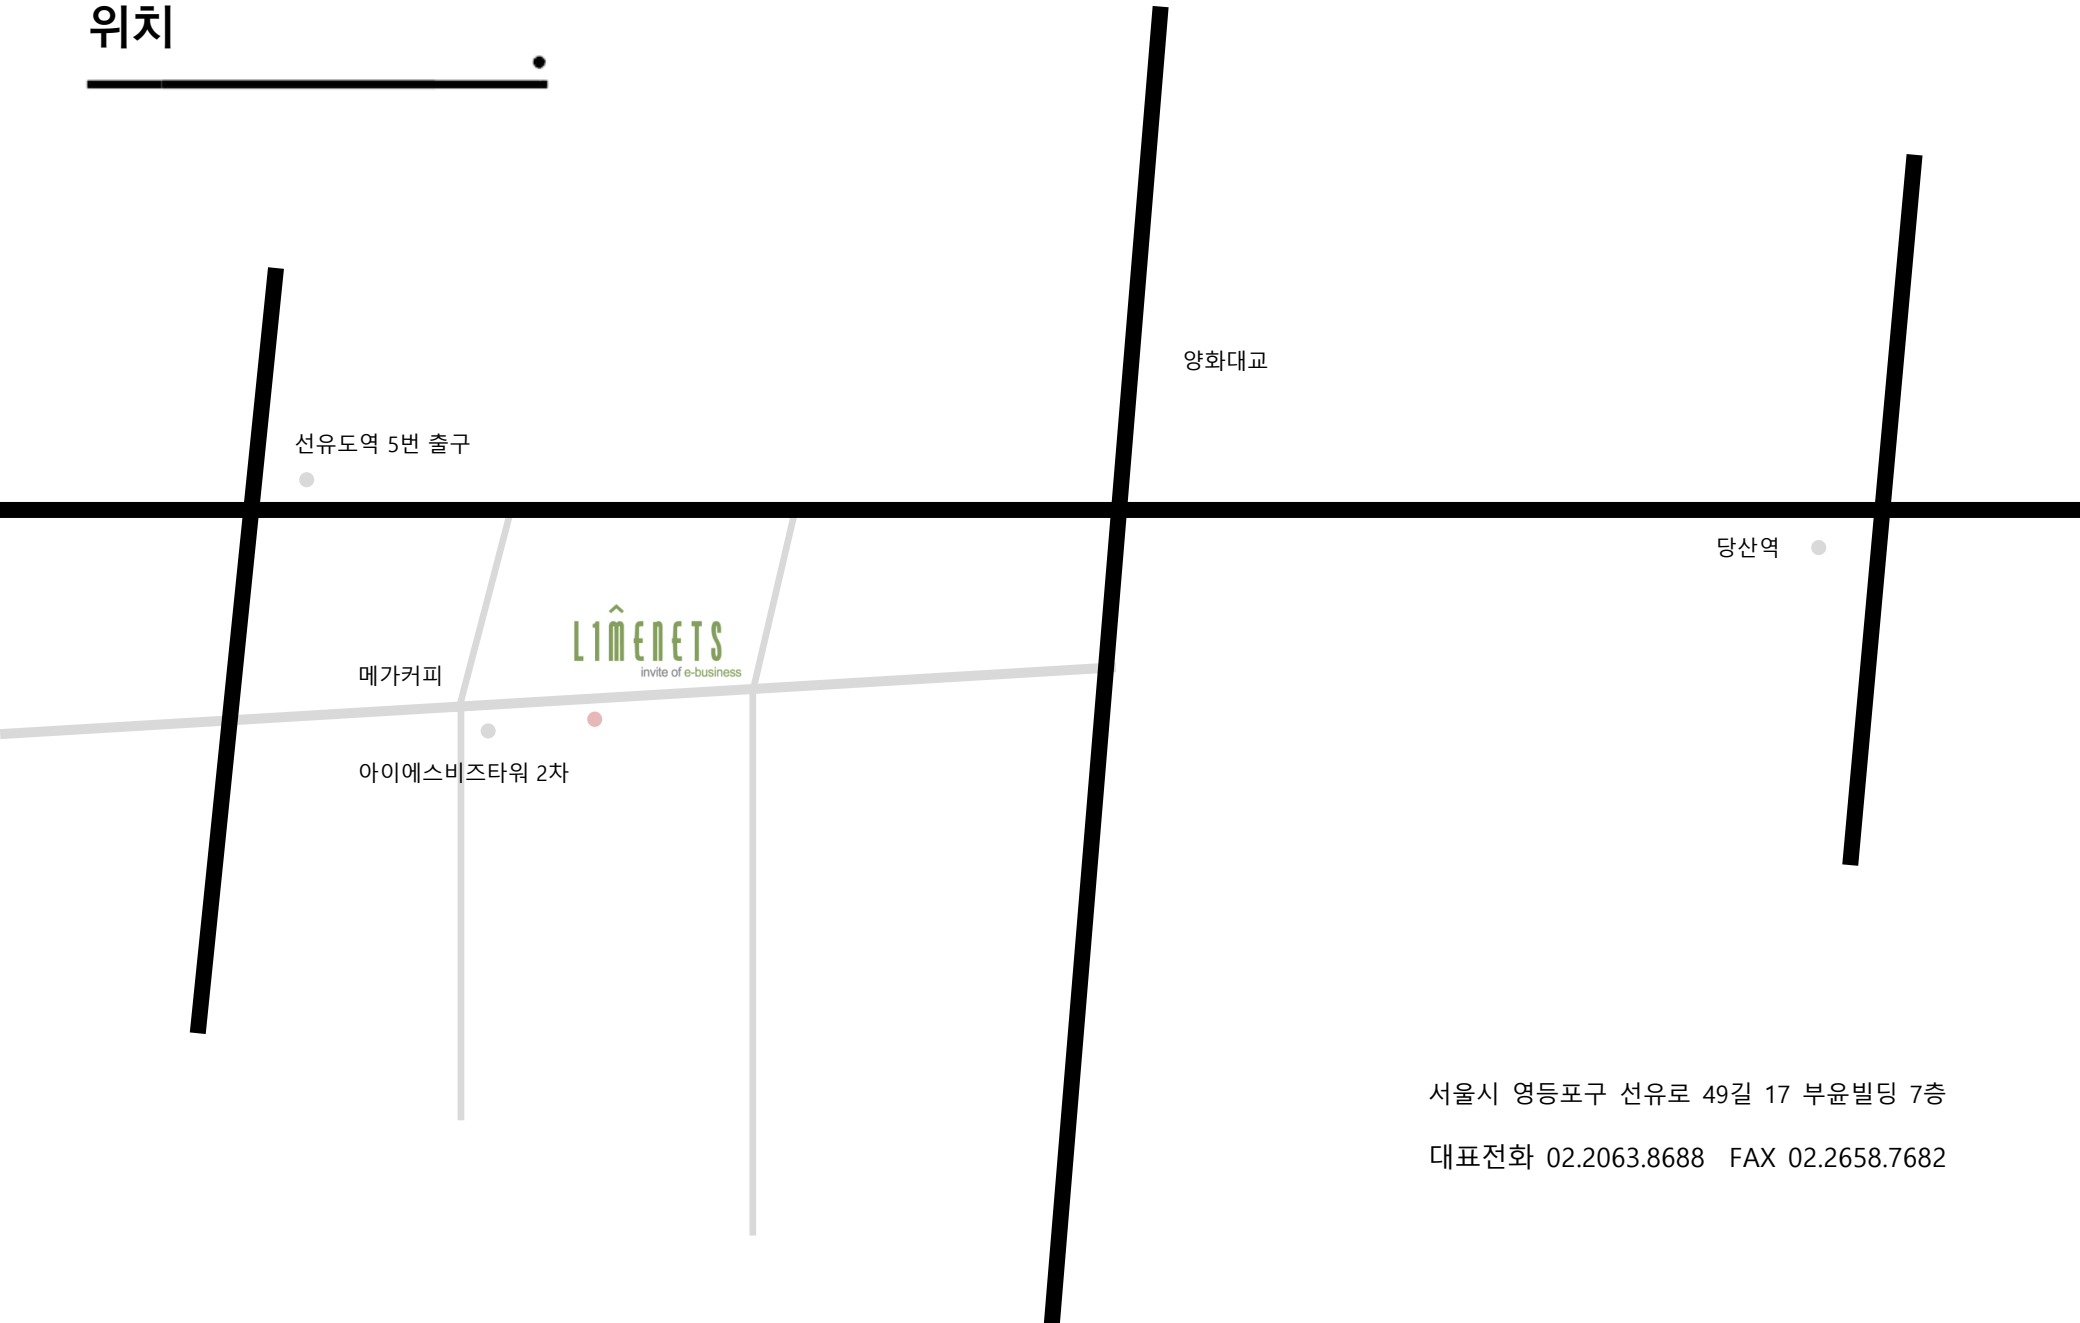 위치
양화대교
선유도역 5번 출구
당산역
L1MENETS
invite of e-business
메가커피
아이에스비즈타워 2차
서울시 영등포구 선유로 49길 17 부윤빌딩 7층
대표전화 02.2063.8688 FAX 02.2658.7682